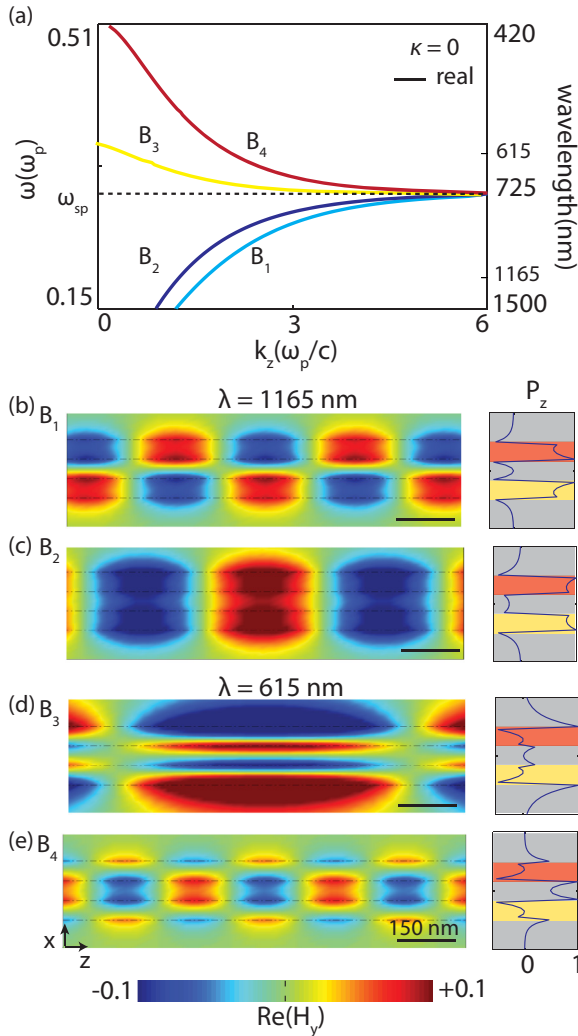 (a)
0.51
420
κ = 0
real
B3
B4
615
ω(ωp)
wavelength(nm)
ωsp
725
B2
B1
1165
0.15
1500
0
3
6
kz(ωp/c)
Pz
(b)
B1
λ = 1165 nm
(c)
B2
λ = 615 nm
(d)
B3
(e)
B4
150 nm
x
z
0
1
-0.1
+0.1
Re(Hy)